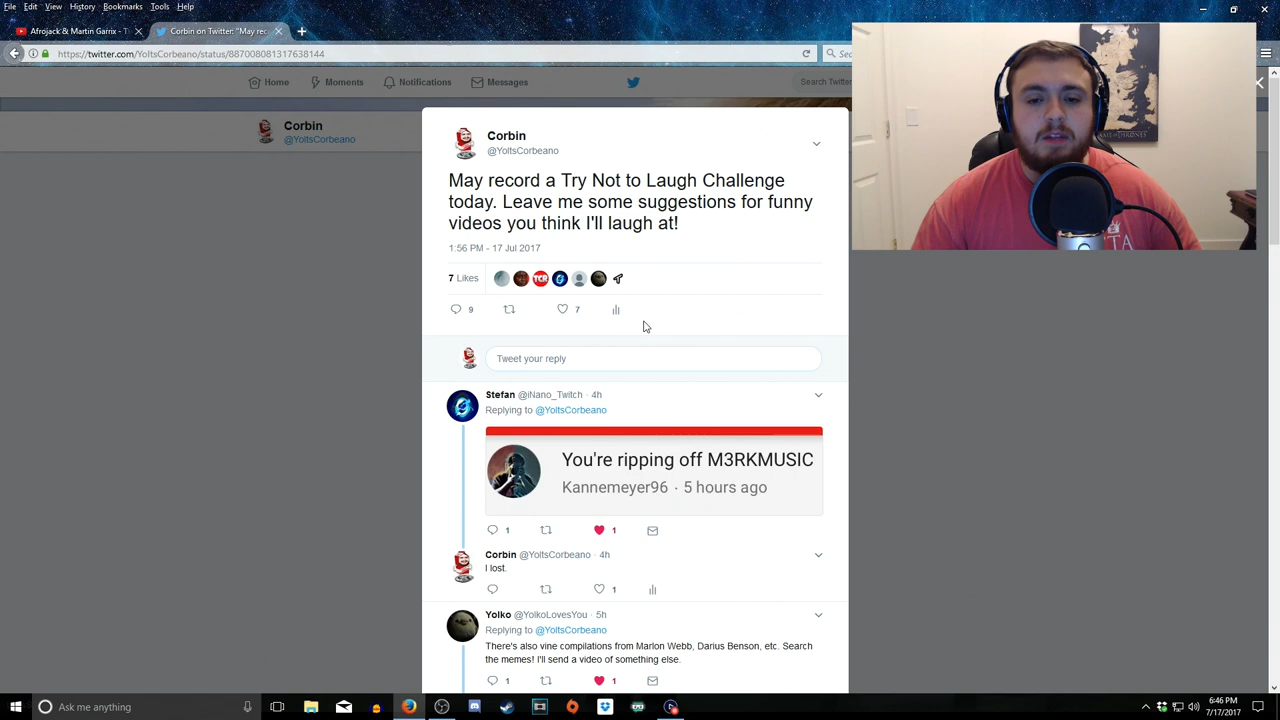 File Edit View History Bookmarks Tools Help
Afrojack & Martin Garrix - T
Corbin on Twitter: "May rec
https://twitter.com/YoltsCorbeano/status/887008081317638144
Home
Moments
Notifications
Messages
Search Twitter
Corbin
@YoltsCorbeano
Corbin
@YoltsCorbeano
May record a Try Not to Laugh Challenge
today. Leave me some suggestions for funny
videos you think I'll laugh at!
1:56 PM - 17 Jul 2017
7 Likes
TCP
9
7
Tweet your reply
Stefan @iNano_Twitch · 4h
Replying to @YoltsCorbeano
You're ripping off M3RKMUSIC
Kannemeyer96 · 5 hours ago
1
1
Corbin @YoltsCorbeano · 4h
I lost.
1
Yolko @YolkoLovesYou · 5h
Replying to @YoltsCorbeano
There's also vine compilations from Marlon Webb, Darius Benson, etc. Search
the memes! I'll send a video of something else.
1
1
Ask me anything
6:46 PM
7/17/2017